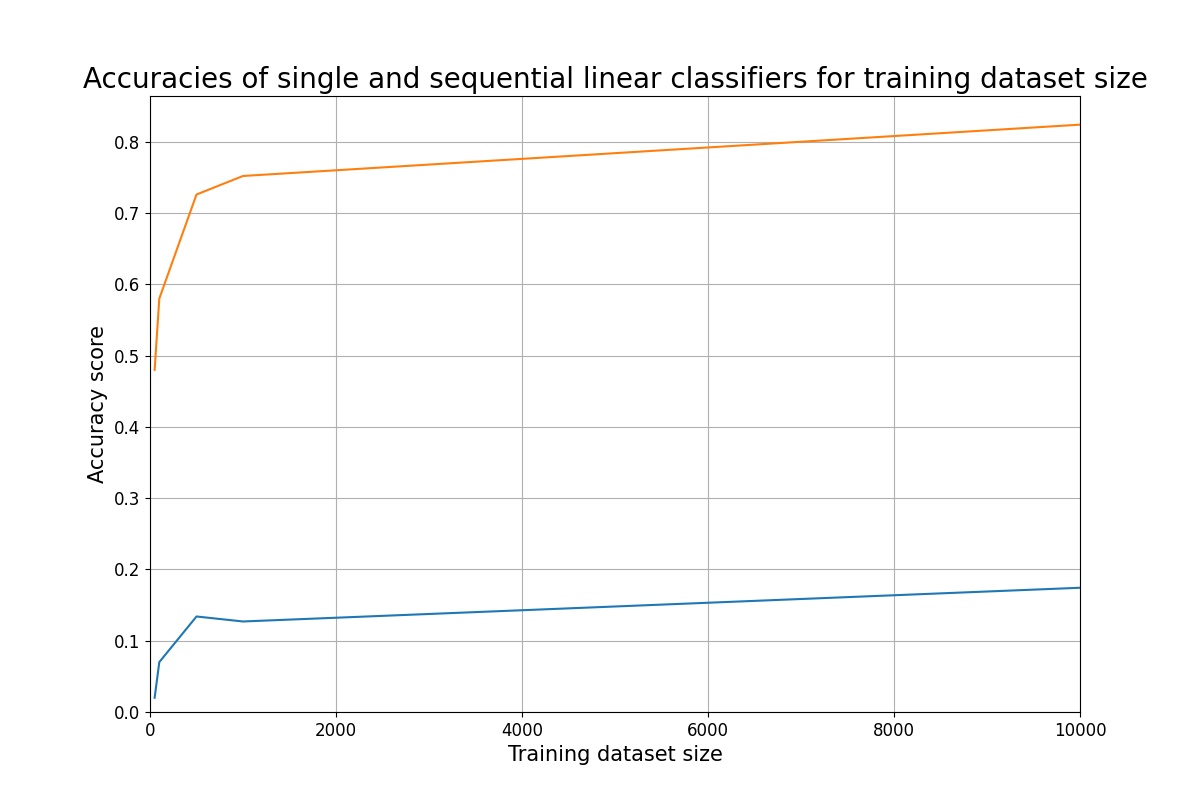 Accuracies of single and sequential linear classifiers for training dataset size
0.8
0.7
0.6
0.5
0.4
0.3
0.2
0.1
0.0
Accuracy score
0 2000 4000 6000 8000 10000
Training dataset size